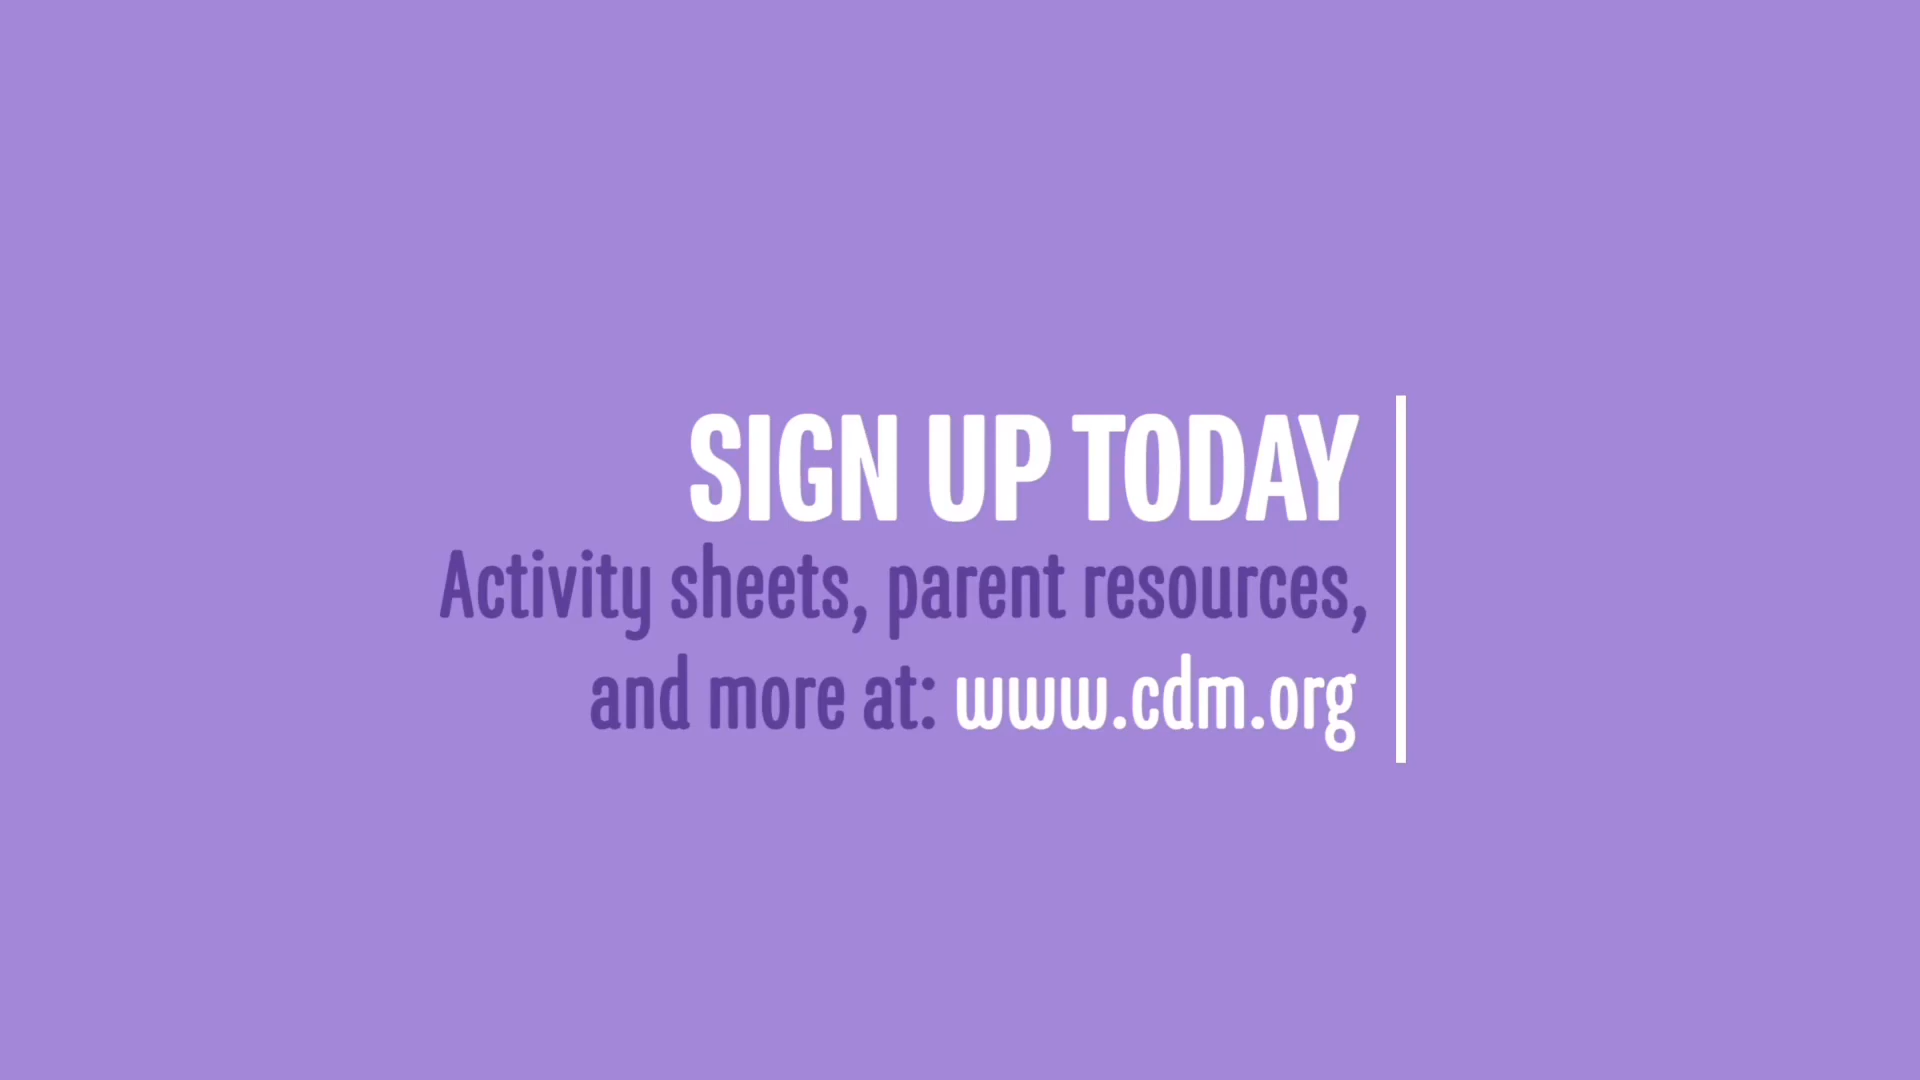 SIGN UP TODAY
Activity sheets, parent resources,
and more at: www.cdm.org